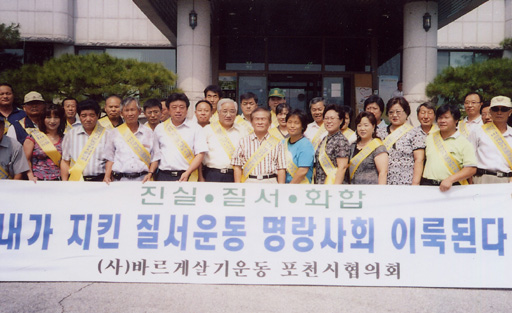 진실·질서·화합
내가 지킨 질서운동 명랑사회 이룩된다
(사)바르게살기운동 포천시협의회